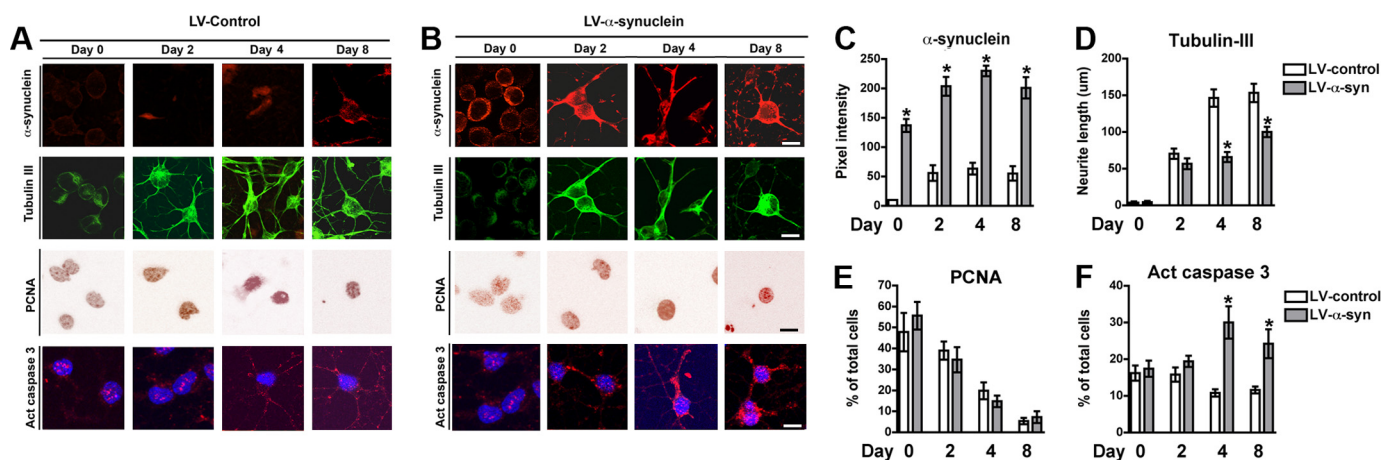 A
LV-Control
Day 0 Day 2 Day 4 Day 8
α-synuclein
Tubulin III
PCNA
Act caspase 3
B
LV-α-synuclein
Day 0 Day 2 Day 4 Day 8
α-synuclein
Tubulin III
PCNA
Act caspase 3
C
α-synuclein
Pixel intensity
250
200
150
100
50
0
* * * *
Day 0 2 4 8
D
Tubulin-III
Neurite length (um)
200
150
100
50
0
* *
Day 0 2 4 8
LV-control
LV-α-syn
E
PCNA
% of total cells
70
60
50
40
30
20
10
0
Day 0 2 4 8
F
Act caspase 3
% of total cells
40
30
20
10
0
* *
Day 0 2 4 8
LV-control
LV-α-syn